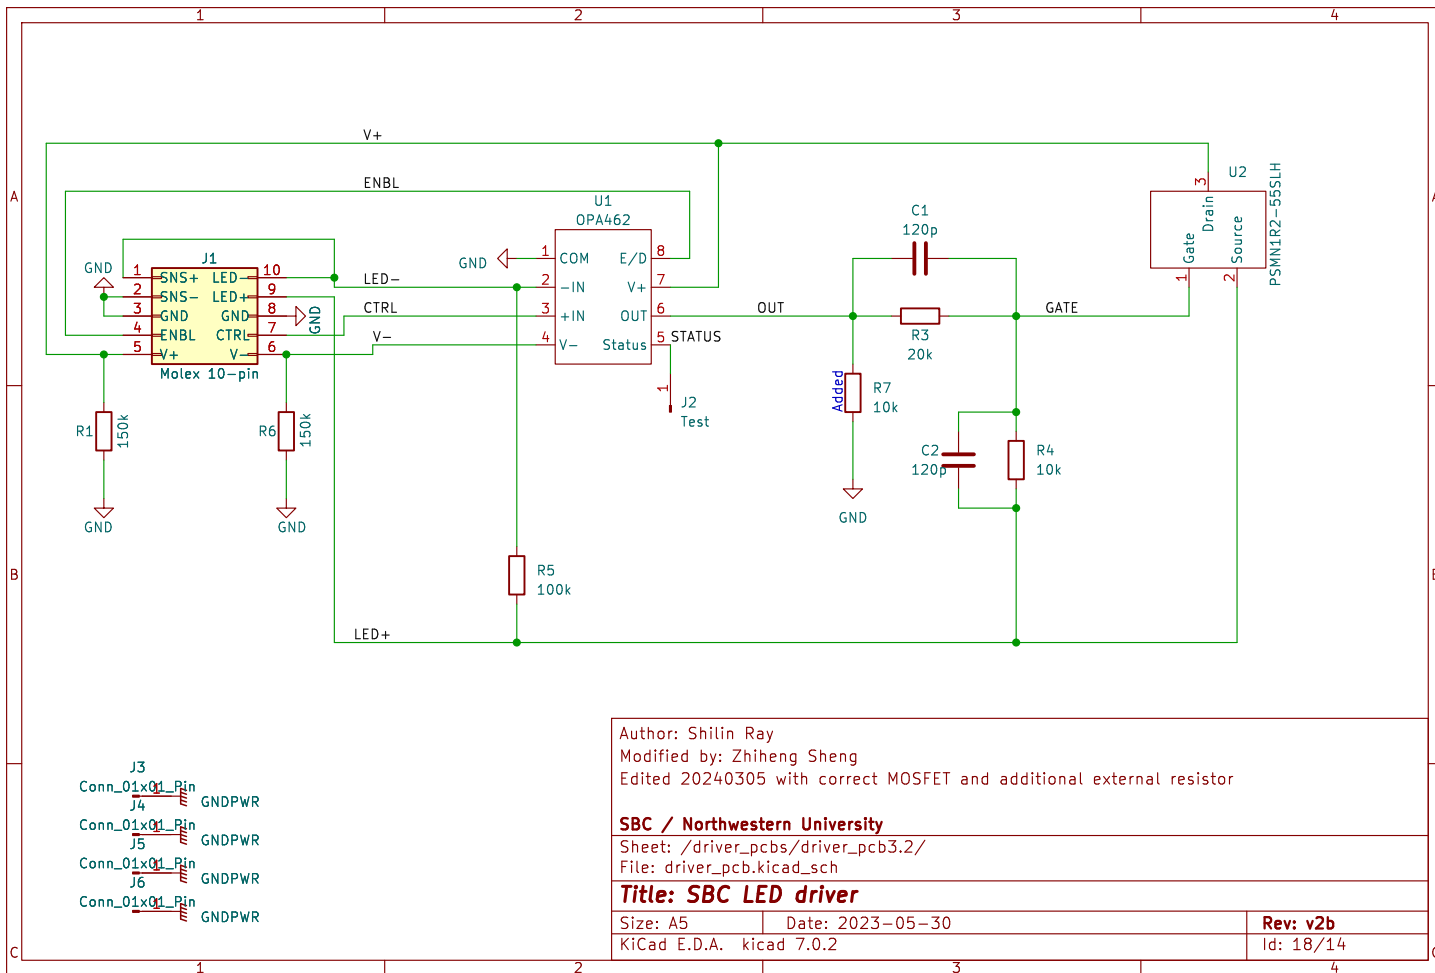 1 2 3 4
V+
A
ENBL
U2
U1
OPA462
C1
120p
3
Drain
Gate
Source
1
2
PSMN1R2-55SLH
GND
J1
1 SNS+ LED- 10
2 SNS- LED+ 9
3 GND GND 8
4 ENBL CTRL 7
5 V+ V- 6
Molex 10-pin
GND
GND
LED-
CTRL
V-
1 COM E/D 8
2 -IN V+ 7
3 +IN OUT 6
4 V- Status 5
STATUS
OUT
GATE
R3
20k
1
J2
Test
Added
R7
10k
R1
150k
R6
150k
C2
120p
R4
10k
GND
GND
GND
R5
100k
B
LED+
J3
Conn_01x01_Pin
1
GNDPWR
J4
Conn_01x01_Pin
1
GNDPWR
J5
Conn_01x01_Pin
1
GNDPWR
J6
Conn_01x01_Pin
1
GNDPWR
Author: Shilin Ray
Modified by: Zhiheng Sheng
Edited 20240305 with correct MOSFET and additional external resistor
SBC / Northwestern University
Sheet: /driver_pcbs/driver_pcb3.2/
File: driver_pcb.kicad_sch
Title: SBC LED driver
Size: A5 Date: 2023-05-30 Rev: v2b
KiCad E.D.A. kicad 7.0.2 Id: 18/14
C
1 2 3 4